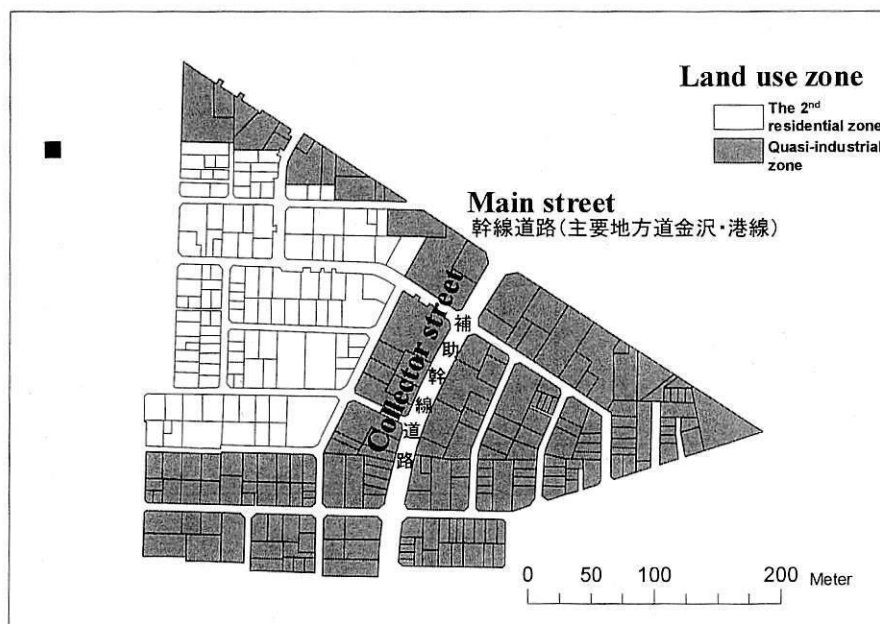 Land use zone
The 2nd
residential zone
Quasi-industrial
zone
Main street
幹線道路(主要地方道金沢・港線)
Collector street
補助幹線道路
0 50 100 200 Meter